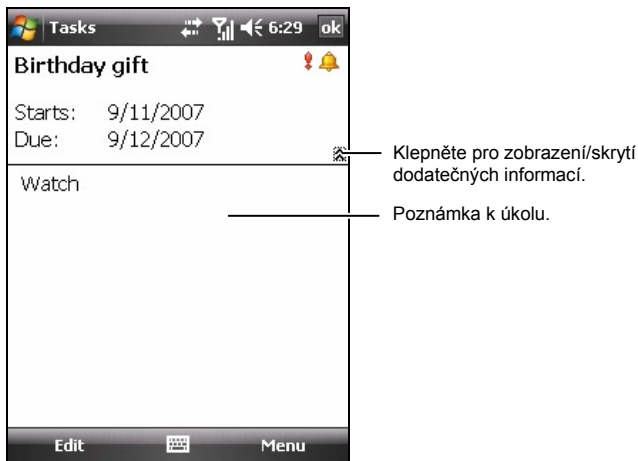 Tasks 6:29 ok
Birthday gift
Starts: 9/11/2007
Due: 9/12/2007
Klepněte pro zobrazení/skrytí
dodatečných informací.
Watch
Poznámka k úkolu.
Edit Menu